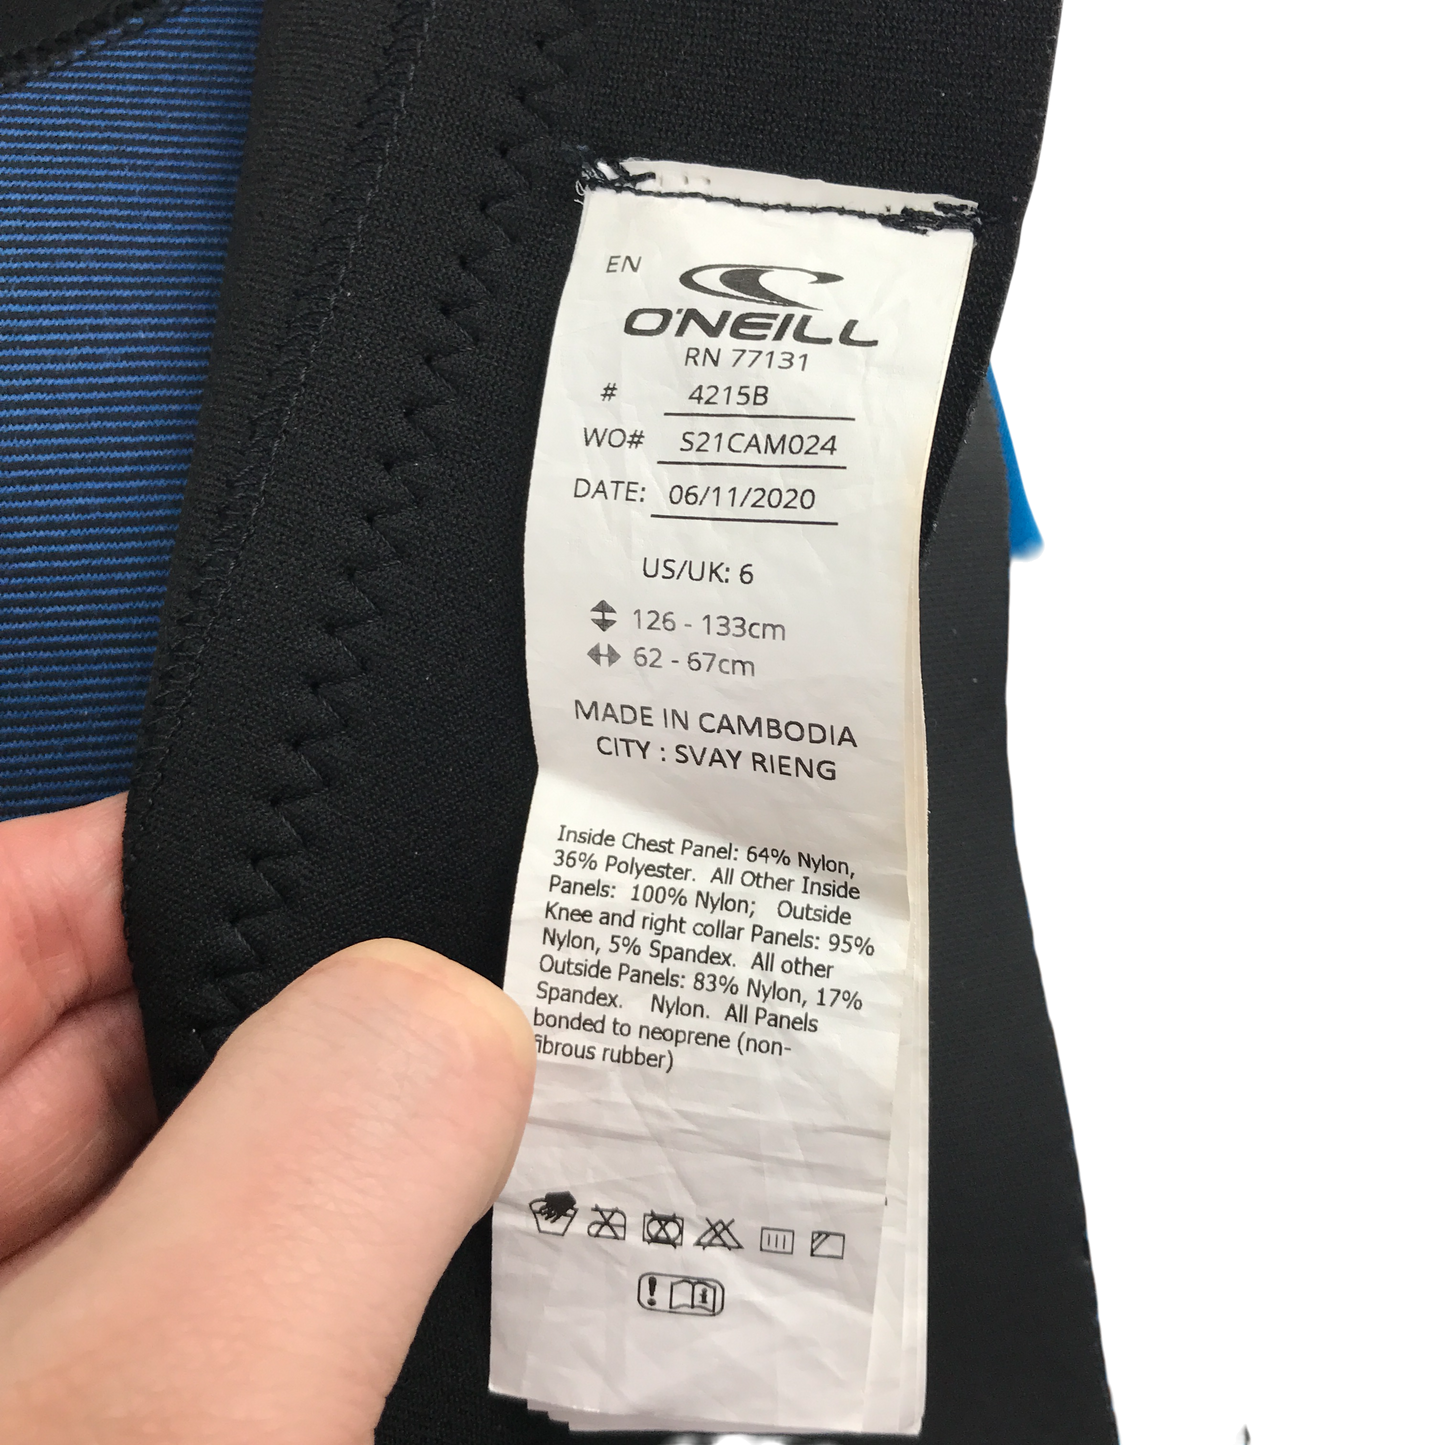 EN
O'NEILL
RN 77131
# 4215B
WO# S21CAM024
DATE: 06/11/2020
US/UK: 6
126 - 133cm
62 - 67cm
MADE IN CAMBODIA
CITY : SVAY RIENG
Inside Chest Panel: 64% Nylon,
36% Polyester. All Other Inside
Panels: 100% Nylon; Outside
Knee and right collar Panels: 95%
Nylon, 5% Spandex. All other
Outside Panels: 83% Nylon, 17%
Spandex. Nylon. All Panels
bonded to neoprene (non-
fibrous rubber)